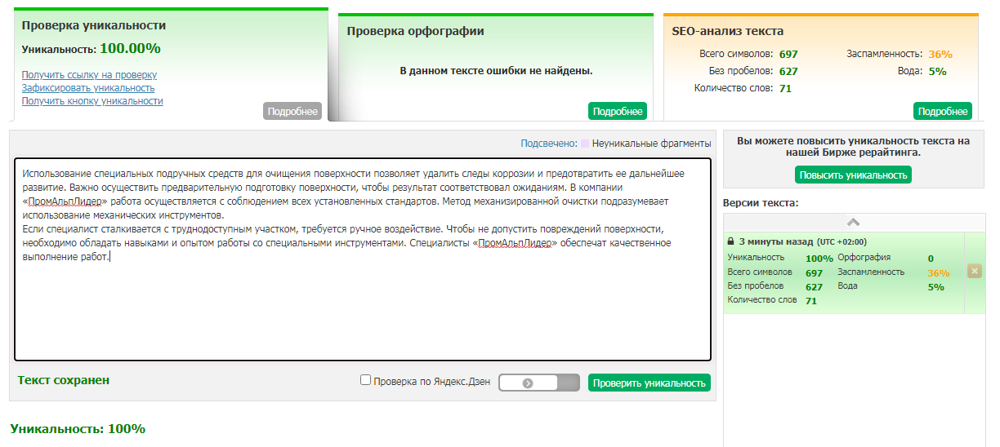 Проверка уникальности
Уникальность: 100.00%
Получить ссылку на проверку
Зафиксировать уникальность
Получить кнопку уникальности
Подробнее
Проверка орфографии
В данном тексте ошибки не найдены.
Подробнее
SEO-анализ текста
Всего символов: 697 Заспамленность: 36%
Без пробелов: 627 Вода: 5%
Количество слов: 71
Подробнее
Подсвечено: Неуникальные фрагменты
Использование специальных подручных средств для очищения поверхности позволяет удалить следы коррозии и предотвратить ее дальнейшее
развитие. Важно осуществить предварительную подготовку поверхности, чтобы результат соответствовал ожиданиям. В компании
«ПромАльпЛидер» работа осуществляется с соблюдением всех установленных стандартов. Метод механизированной очистки подразумевает
использование механических инструментов.
Если специалист сталкивается с труднодоступным участком, требуется ручное воздействие. Чтобы не допустить повреждений поверхности,
необходимо обладать навыками и опытом работы со специальными инструментами. Специалисты «ПромАльпЛидер» обеспечат качественное
выполнение работ.
Текст сохранен
Проверка по Яндекс.Дзен
Проверить уникальность
Уникальность: 100%
Вы можете повысить уникальность текста на
нашей Бирже рерайтинга.
Повысить уникальность
Версии текста:
3 минуты назад (UTC +02:00)
Уникальность 100% Орфография 0
Всего символов 697 Заспамленность 36%
Без пробелов 627 Вода 5%
Количество слов 71